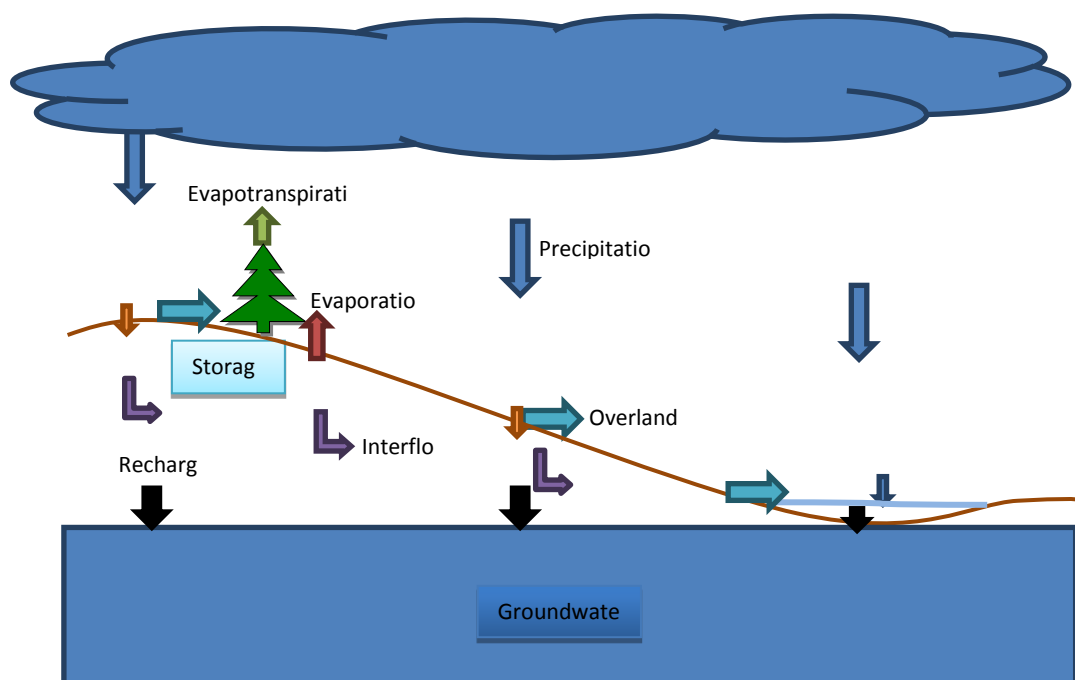 Evapotranspirati
Precipitatio
Evaporatio
Storag
Overland
Interflo
Recharg
Groundwate